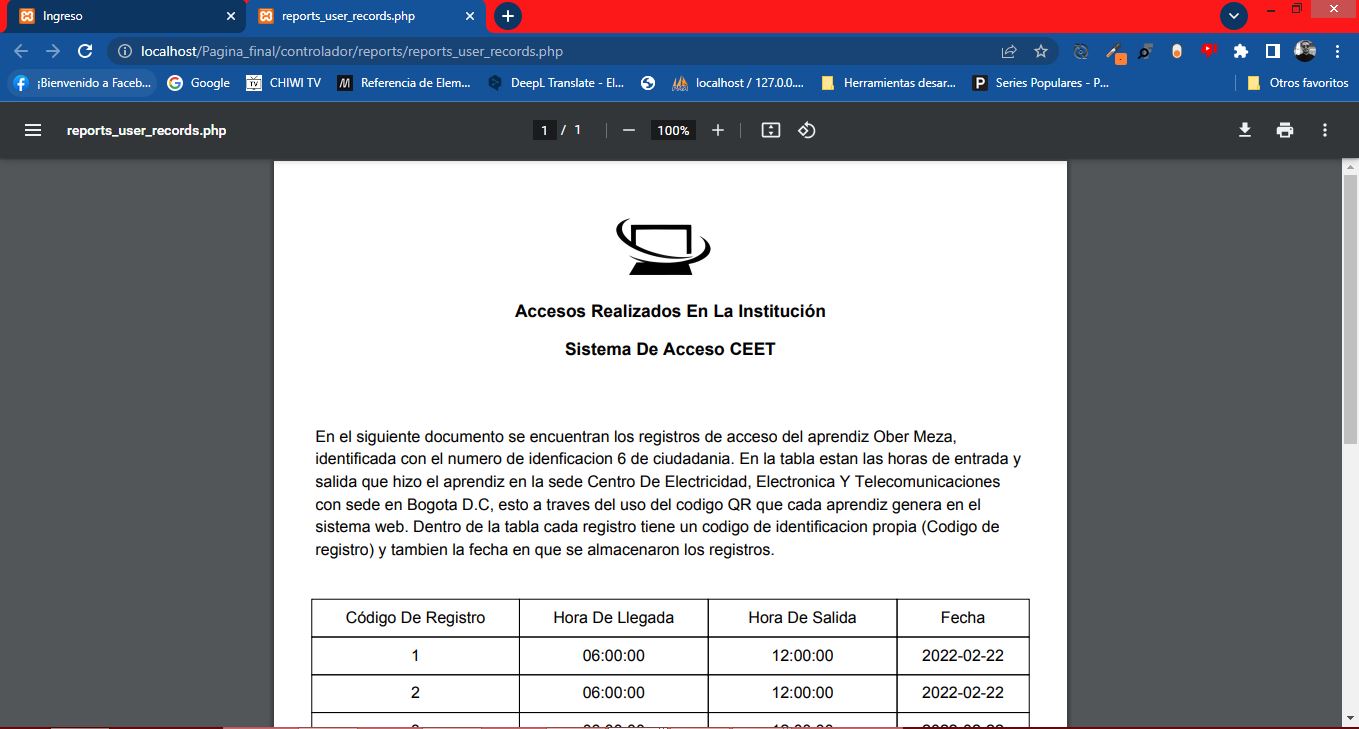 Ingreso
reports_user_records.php
localhost/Pagina_final/controlador/reports/reports_user_records.php
¡Bienvenido a Faceb...
Google
CHIWI TV
Referencia de Elem...
DeepL Translate - El...
localhost / 127.0.0....
Herramientas desar...
Series Populares - P...
Otros favoritos
reports_user_records.php
1 / 1
100%
Accesos Realizados En La Institución
Sistema De Acceso CEET
En el siguiente documento se encuentran los registros de acceso del aprendiz Ober Meza,
identificada con el numero de idenficacion 6 de ciudadania. En la tabla estan las horas de entrada y
salida que hizo el aprendiz en la sede Centro De Electricidad, Electronica Y Telecomunicaciones
con sede en Bogota D.C, esto a traves del uso del codigo QR que cada aprendiz genera en el
sistema web. Dentro de la tabla cada registro tiene un codigo de identificacion propia (Codigo de
registro) y tambien la fecha en que se almacenaron los registros.
Código De Registro Hora De Llegada Hora De Salida Fecha
1 06:00:00 12:00:00 2022-02-22
2 06:00:00 12:00:00 2022-02-22